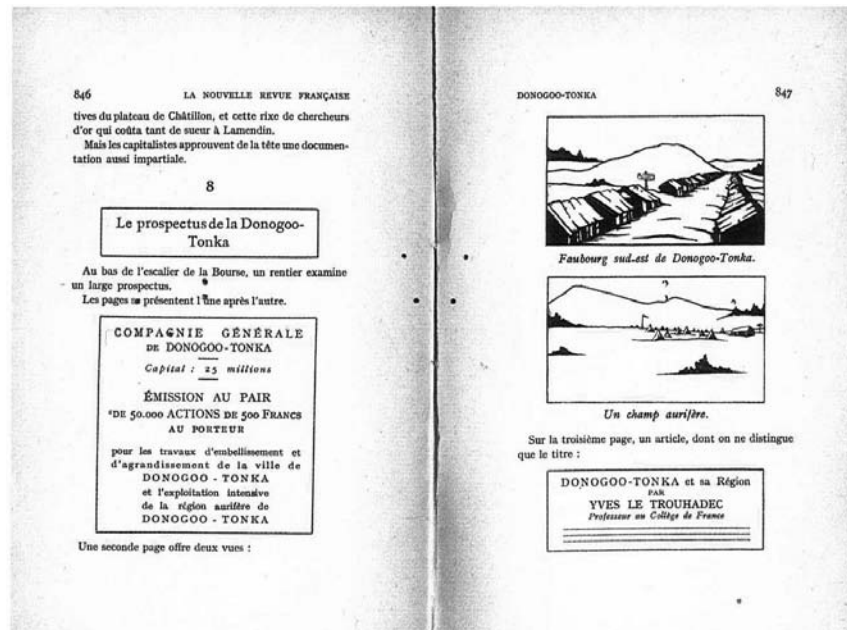 846 LA NOUVELLE REVUE FRANÇAISE
tives du plateau de Châtillon, et cette rixe de chercheurs
d'or qui coûta tant de sueur à Lamendin.
Mais les capitalistes approuvent de la tête une documen-
tation aussi impartiale.
8
Le prospectus de la Donogoo-
Tonka
Au bas de l'escalier de la Bourse, un rentier examine
un large prospectus.
Les pages se présentent l'une après l'autre.
COMPAGNIE GÉNÉRALE
DE DONOGOO-TONKA
Capital : 25 millions
ÉMISSION AU PAIR
DE 50.000 ACTIONS DE 500 FRANCS
AU PORTEUR
pour les travaux d'embellissement et
d'agrandissement de la ville de
DONOGOO - TONKA
et l'exploitation intensive
de la région aurifère de
DONOGOO - TONKA
Une seconde page offre deux vues :
DONOGOO-TONKA 847
Faubourg sud-est de Donogoo-Tonka.
Un champ aurifère.
Sur la troisième page, un article, dont on ne distingue
que le titre :
DONOGOO-TONKA et sa Région
PAR
YVES LE TROUHADEC
Professeur au Collège de France